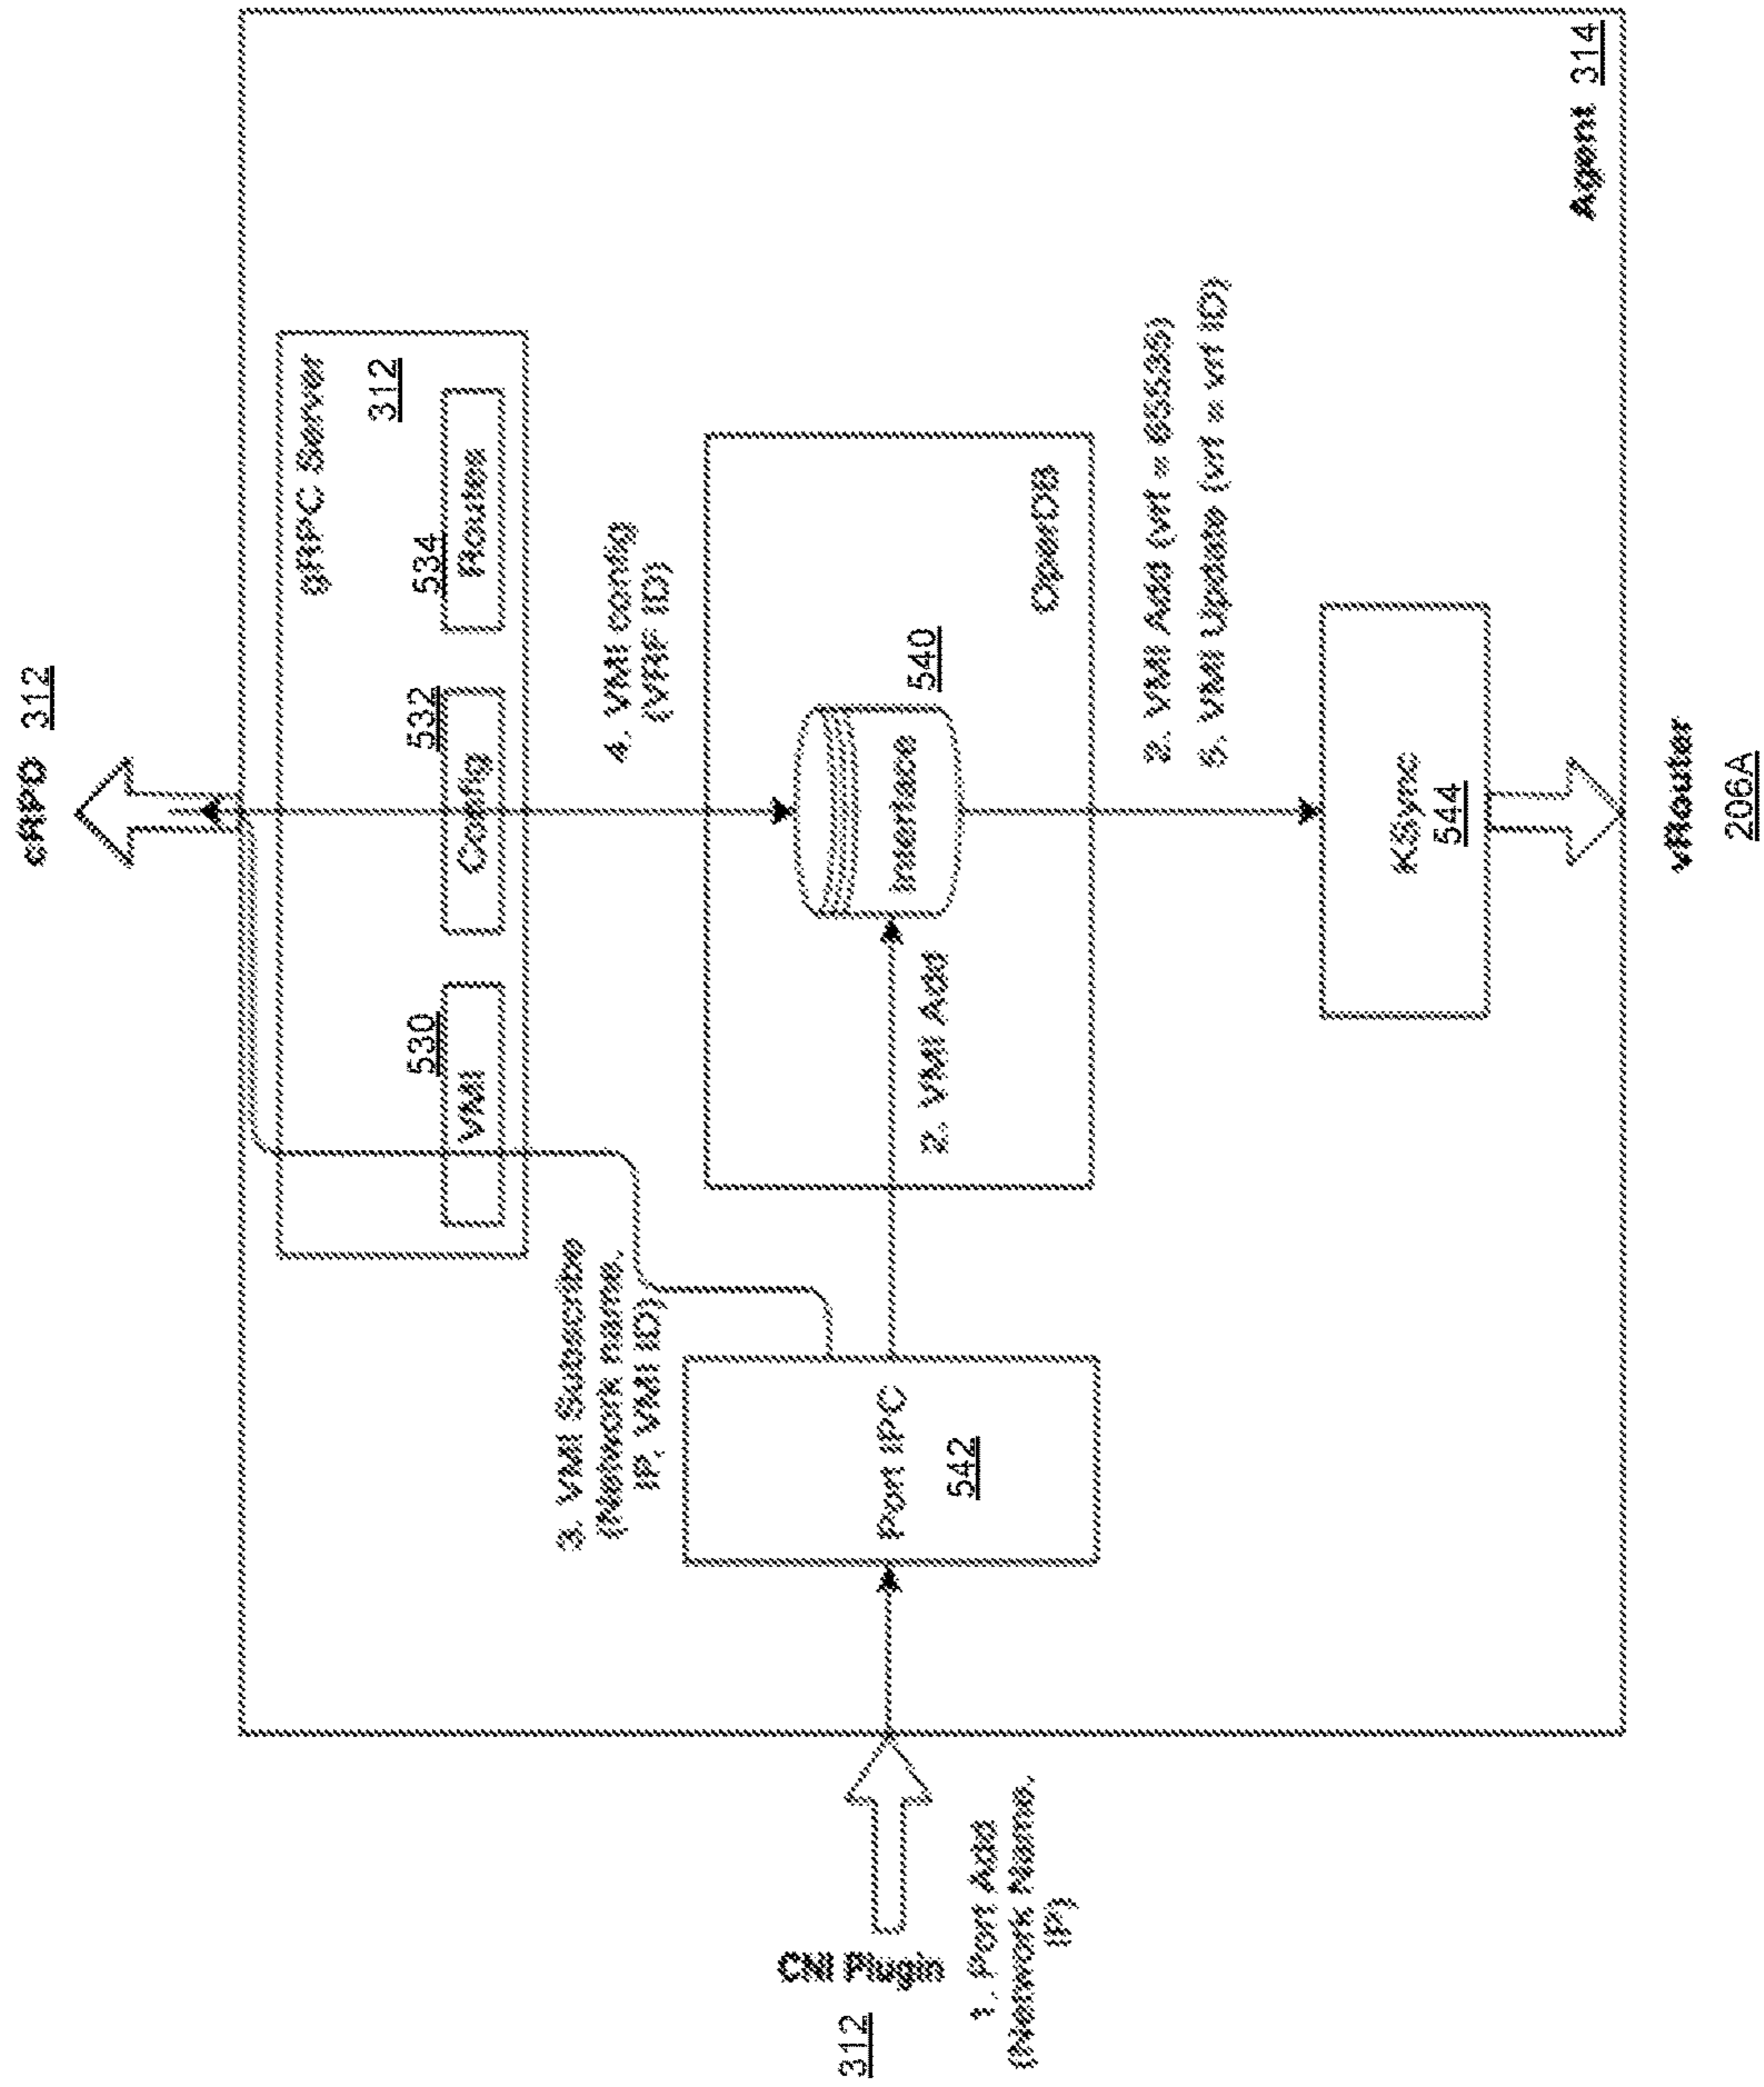 cRPD 312
gRPC Server
312
VMI
530
Config
532
Routes
534
3. VMI Subscribe
(Network name,
IP, VMI ID)
4. VMI config
(VRF ID)
CNI Plugin
312
1. Port Add
(Network Name,
IP)
Port IPC
542
2. VMI Add
Interface
540
OperDB
2. VMI Add (vrf = 65535)
5. VMI Update (vrf = vrf ID)
KSync
544
Agent 314
vRouter
206A